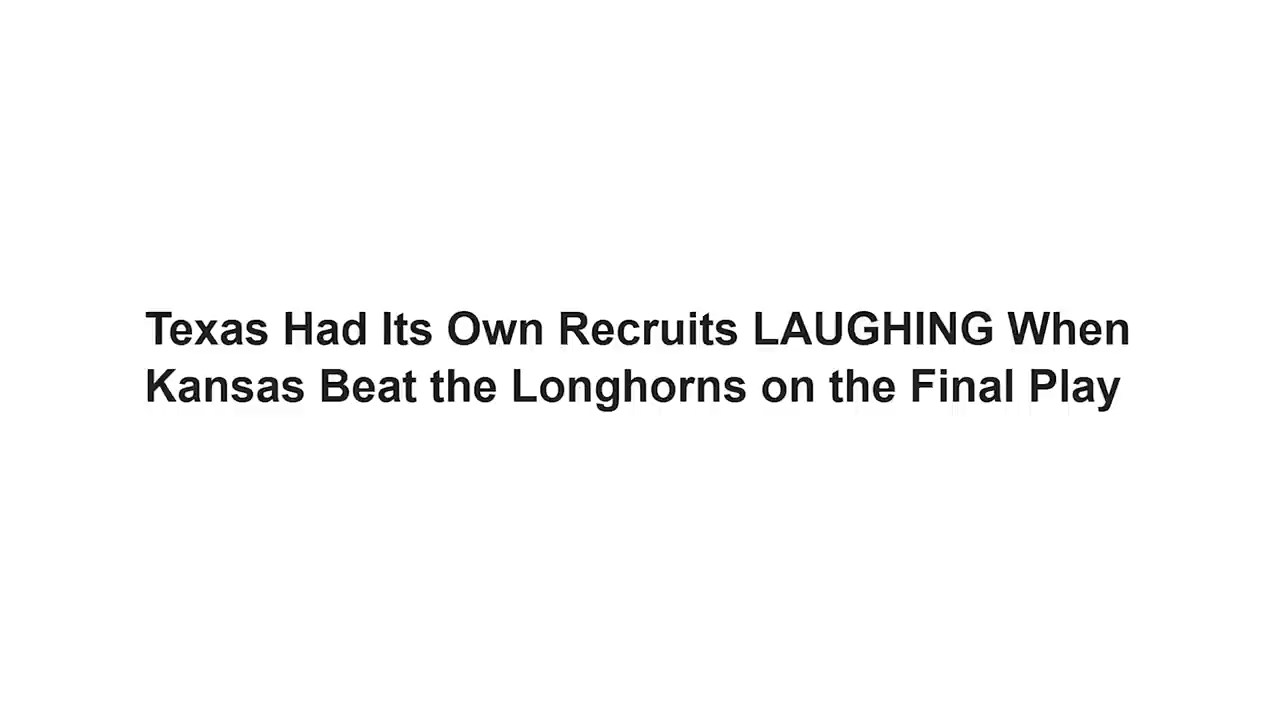 Texas Had Its Own Recruits LAUGHING When
Kansas Beat the Longhorns on the Final Play